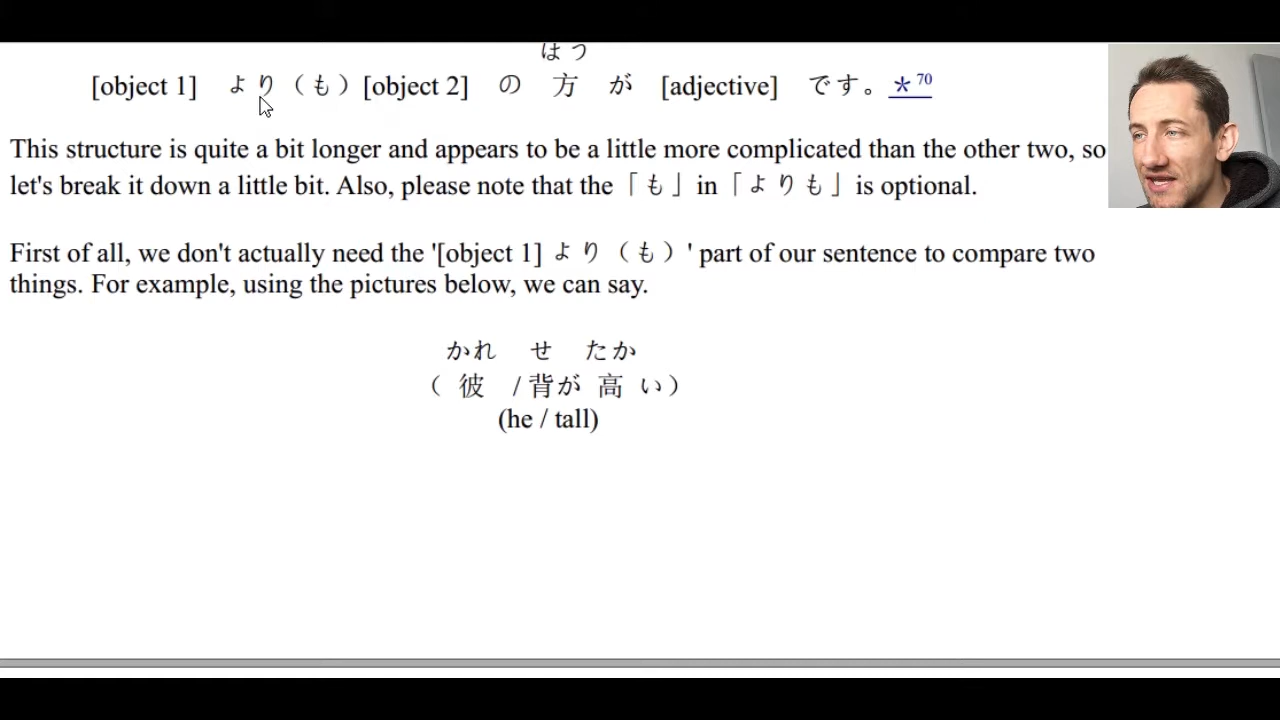 はう
[object 1] より（も）[object 2] の 方 が [adjective] です。＊70
This structure is quite a bit longer and appears to be a little more complicated than the other two, so
let's break it down a little bit. Also, please note that the「も」in「よりも」is optional.
First of all, we don't actually need the '[object 1] より（も）' part of our sentence to compare two
things. For example, using the pictures below, we can say.
かれ せ たか
（ 彼 / 背が 高 い）
(he / tall)